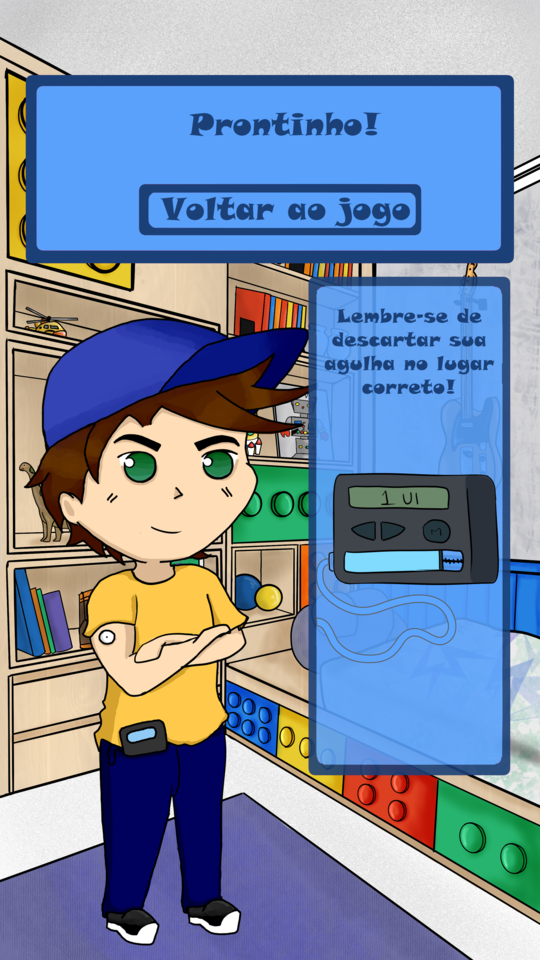 Prontinho!
Voltar ao jogo
Lembre-se de
descartar sua
agulha no lugar
correto!
1 UI